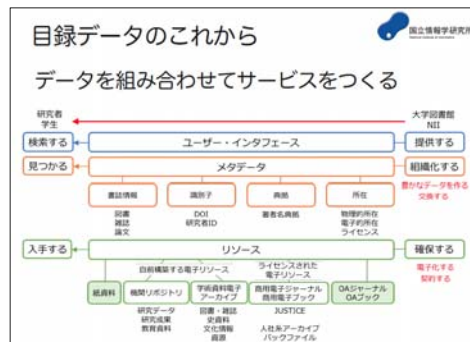 目録データのこれから
国立情報学研究所
データを組み合わせてサービスをつくる
研究者
学生
大学図書館
NII
検索する
ユーザー・インタフェース
提供する
見つかる
メタデータ
組織化する
豊かなデータを作る
交換する
書誌情報
識別子
典拠
所在
図書
雑誌
論文
DOI
研究者ID
著者名典拠
物理的所在
電子的所在
ライセンス
入手する
リソース
確保する
電子化する
契約する
自前構築する電子リソース
ライセンスされた
電子リソース
紙資料
機関リポジトリ
学術資料電子
アーカイブ
商用電子ジャーナル
商用電子ブック
OAジャーナル
OAブック
研究データ
研究成果
教育資料
図書・雑誌
史資料
文化情報
資源
JUSTICE
人社系アーカイブ
バックファイル